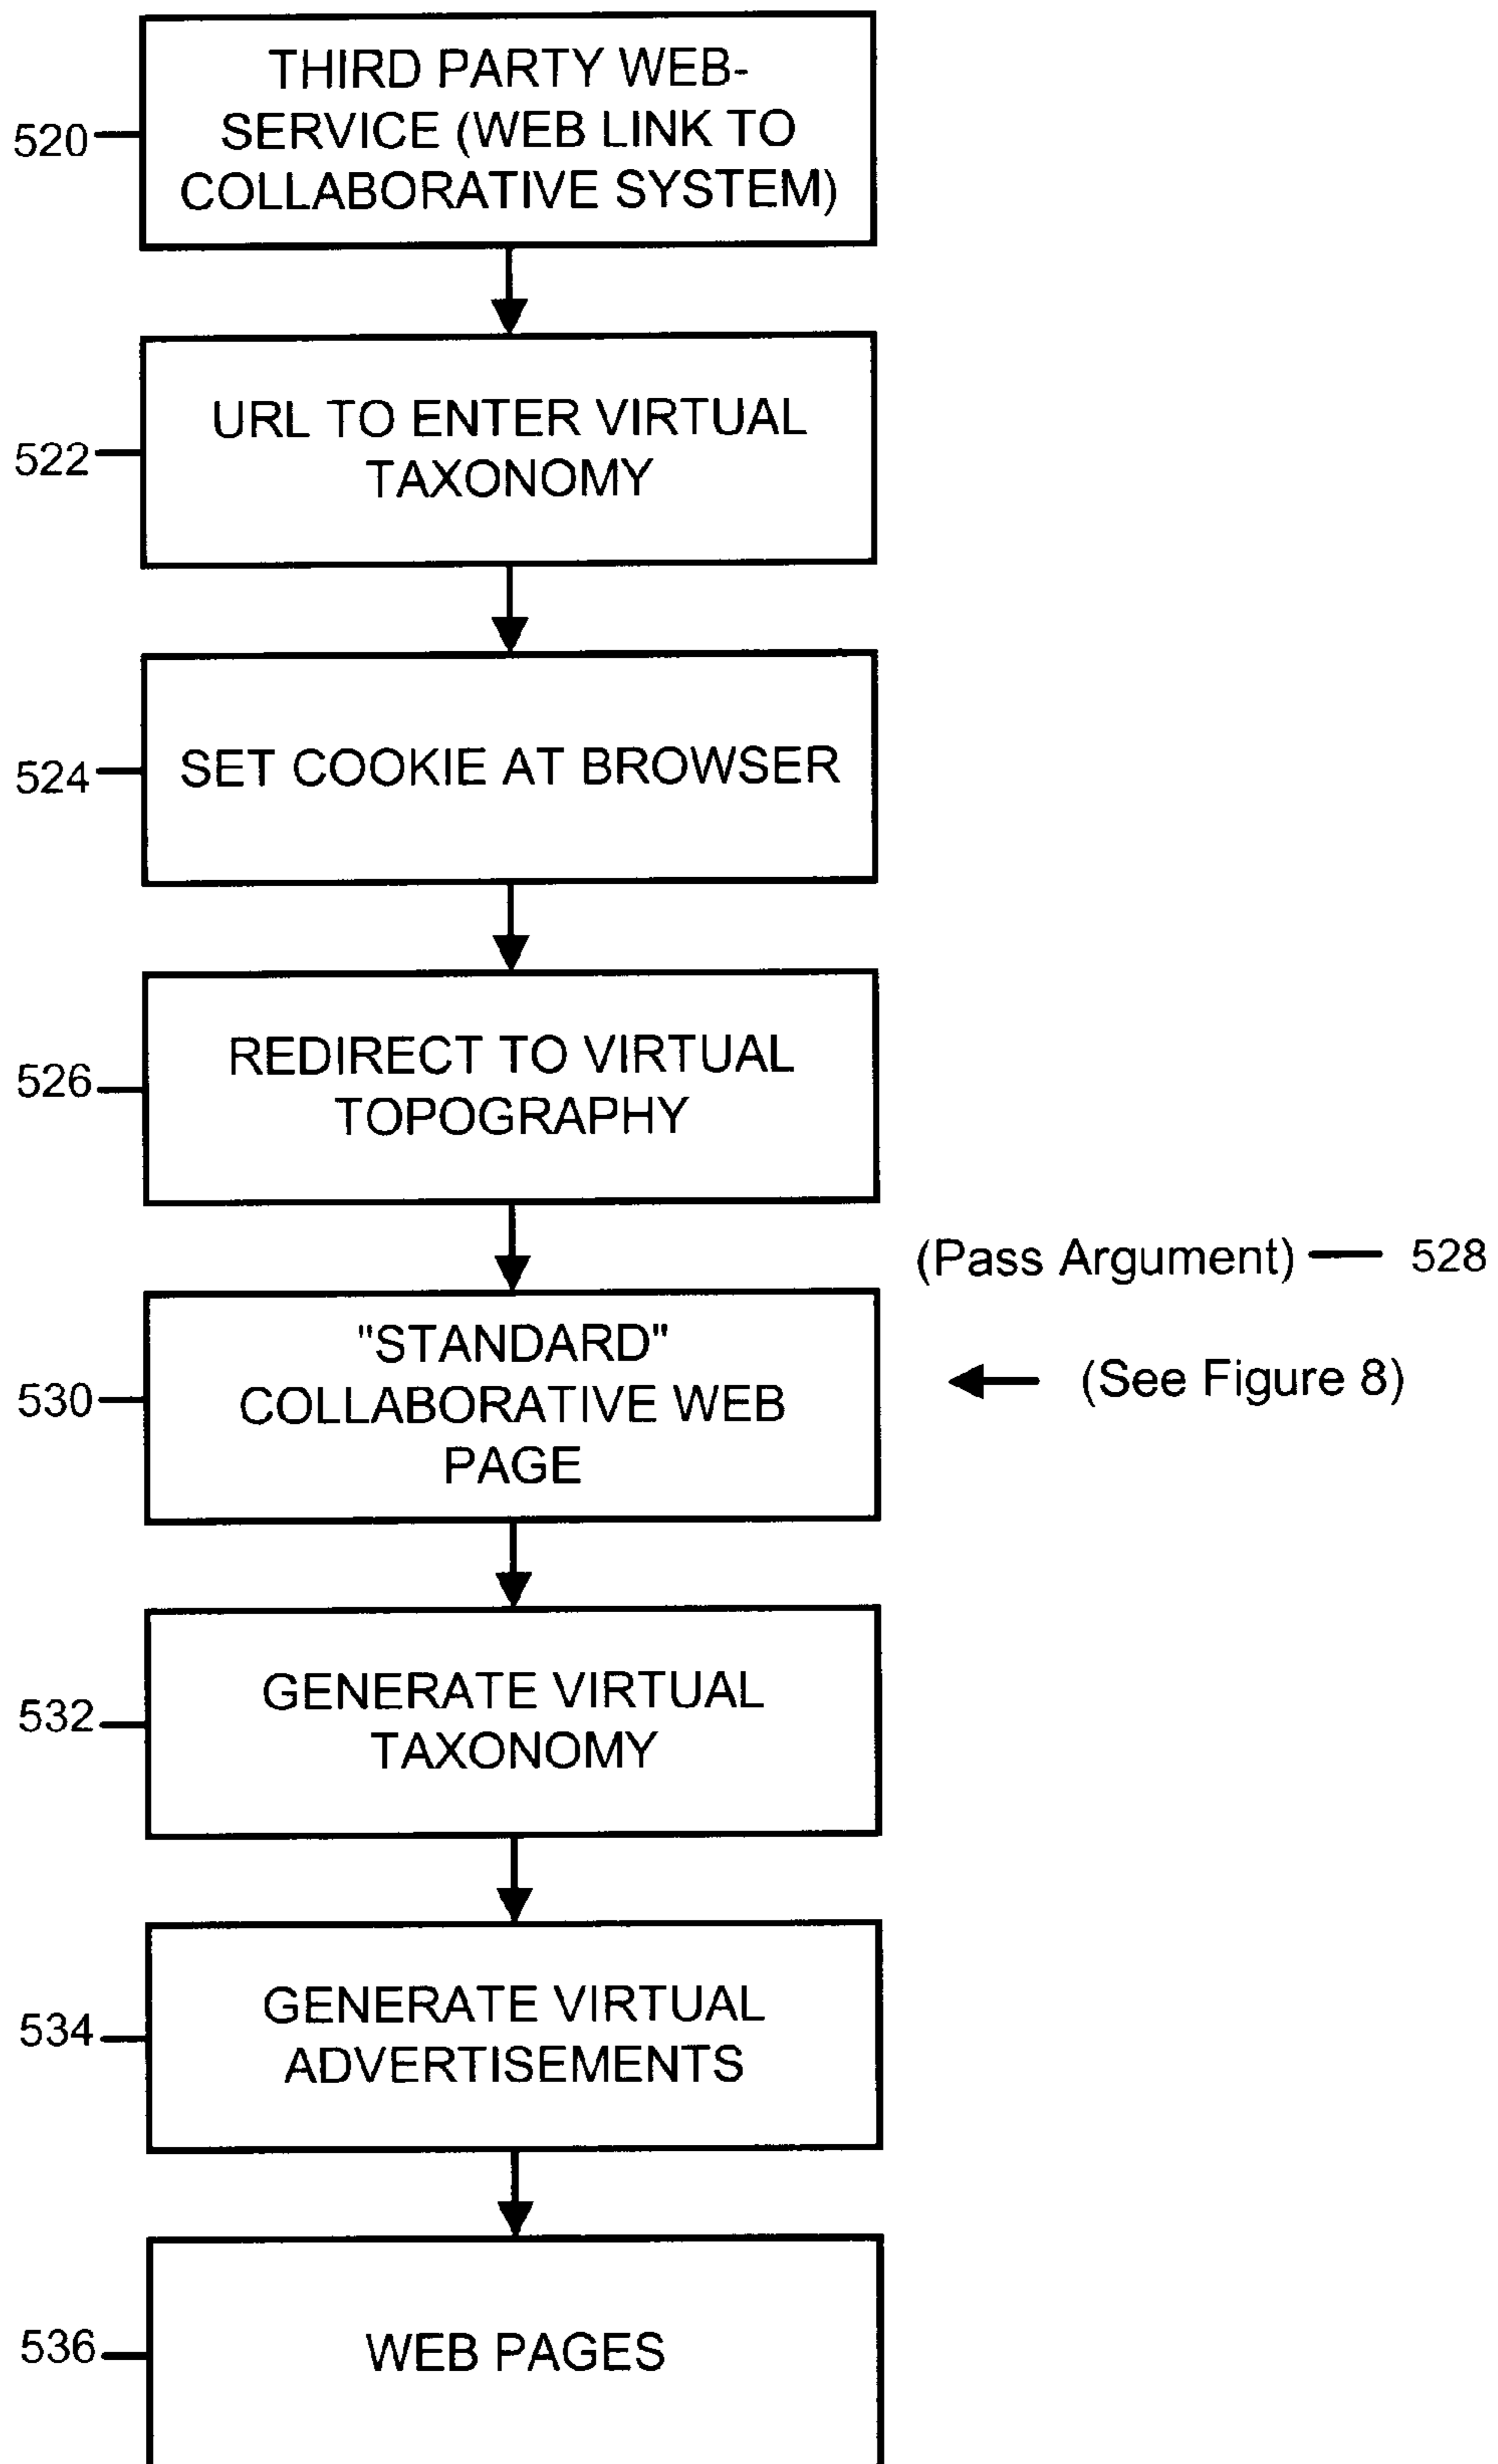 THIRD PARTY WEB-
SERVICE (WEB LINK TO
COLLABORATIVE SYSTEM)
520
URL TO ENTER VIRTUAL
TAXONOMY
522
SET COOKIE AT BROWSER
524
REDIRECT TO VIRTUAL
TOPOGRAPHY
526
(Pass Argument) 528
"STANDARD"
COLLABORATIVE WEB
PAGE
530
(See Figure 8)
GENERATE VIRTUAL
TAXONOMY
532
GENERATE VIRTUAL
ADVERTISEMENTS
534
WEB PAGES
536